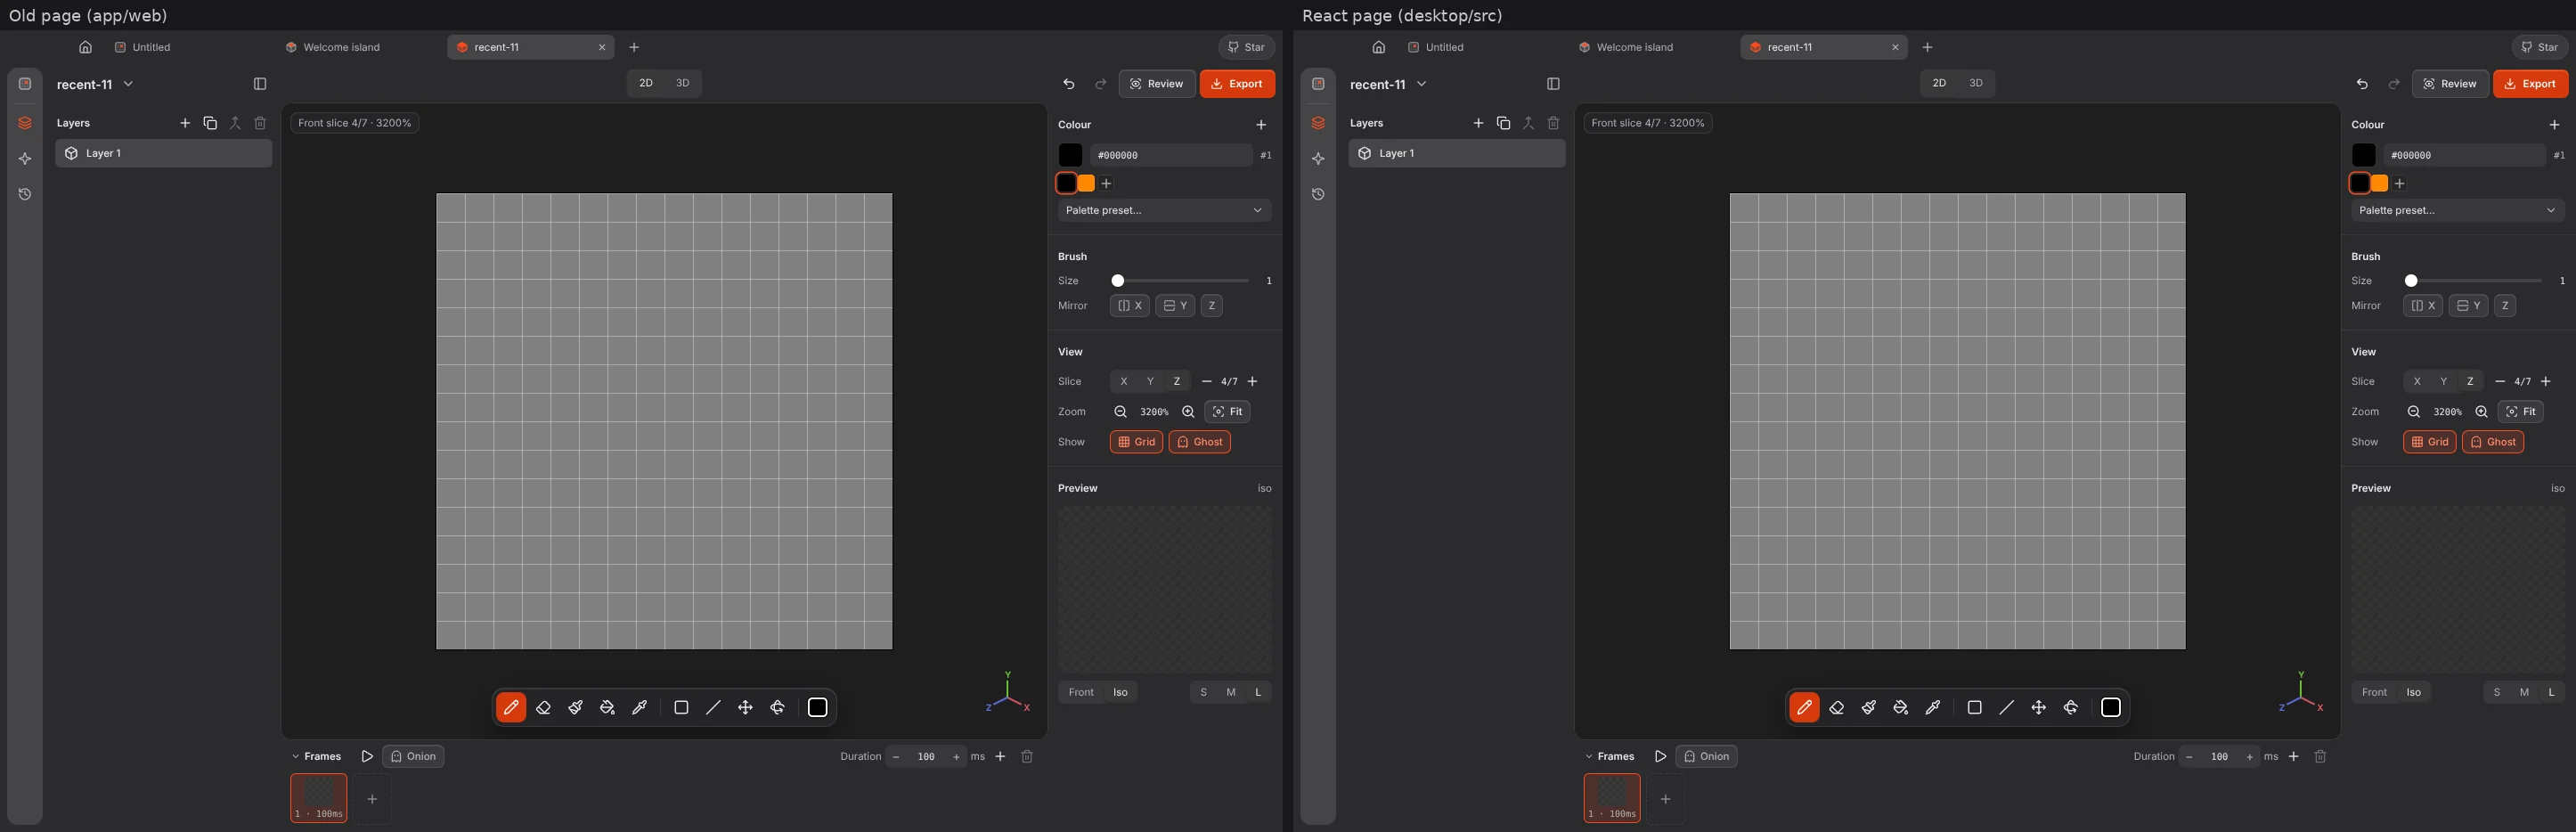 Old page (app/web)
Untitled
Welcome island
recent-11
Star
recent-11
2D 3D
Review
Export
Layers
Layer 1
Front slice 4/7 · 3200%
Colour
#000000 #1
Palette preset...
Brush
Size 1
Mirror X Y Z
View
Slice X Y Z 4/7
Zoom 3200% Fit
Show Grid Ghost
Preview iso
Front Iso S M L
Y
Z X
Frames Onion Duration − 100 + ms
1 · 100ms
React page (desktop/src)
Untitled
Welcome island
recent-11
Star
recent-11
2D 3D
Review
Export
Layers
Layer 1
Front slice 4/7 · 3200%
Colour
#000000 #1
Palette preset...
Brush
Size 1
Mirror X Y Z
View
Slice X Y Z 4/7
Zoom 3200% Fit
Show Grid Ghost
Preview iso
Front Iso S M L
Y
Z X
Frames Onion Duration − 100 + ms
1 · 100ms